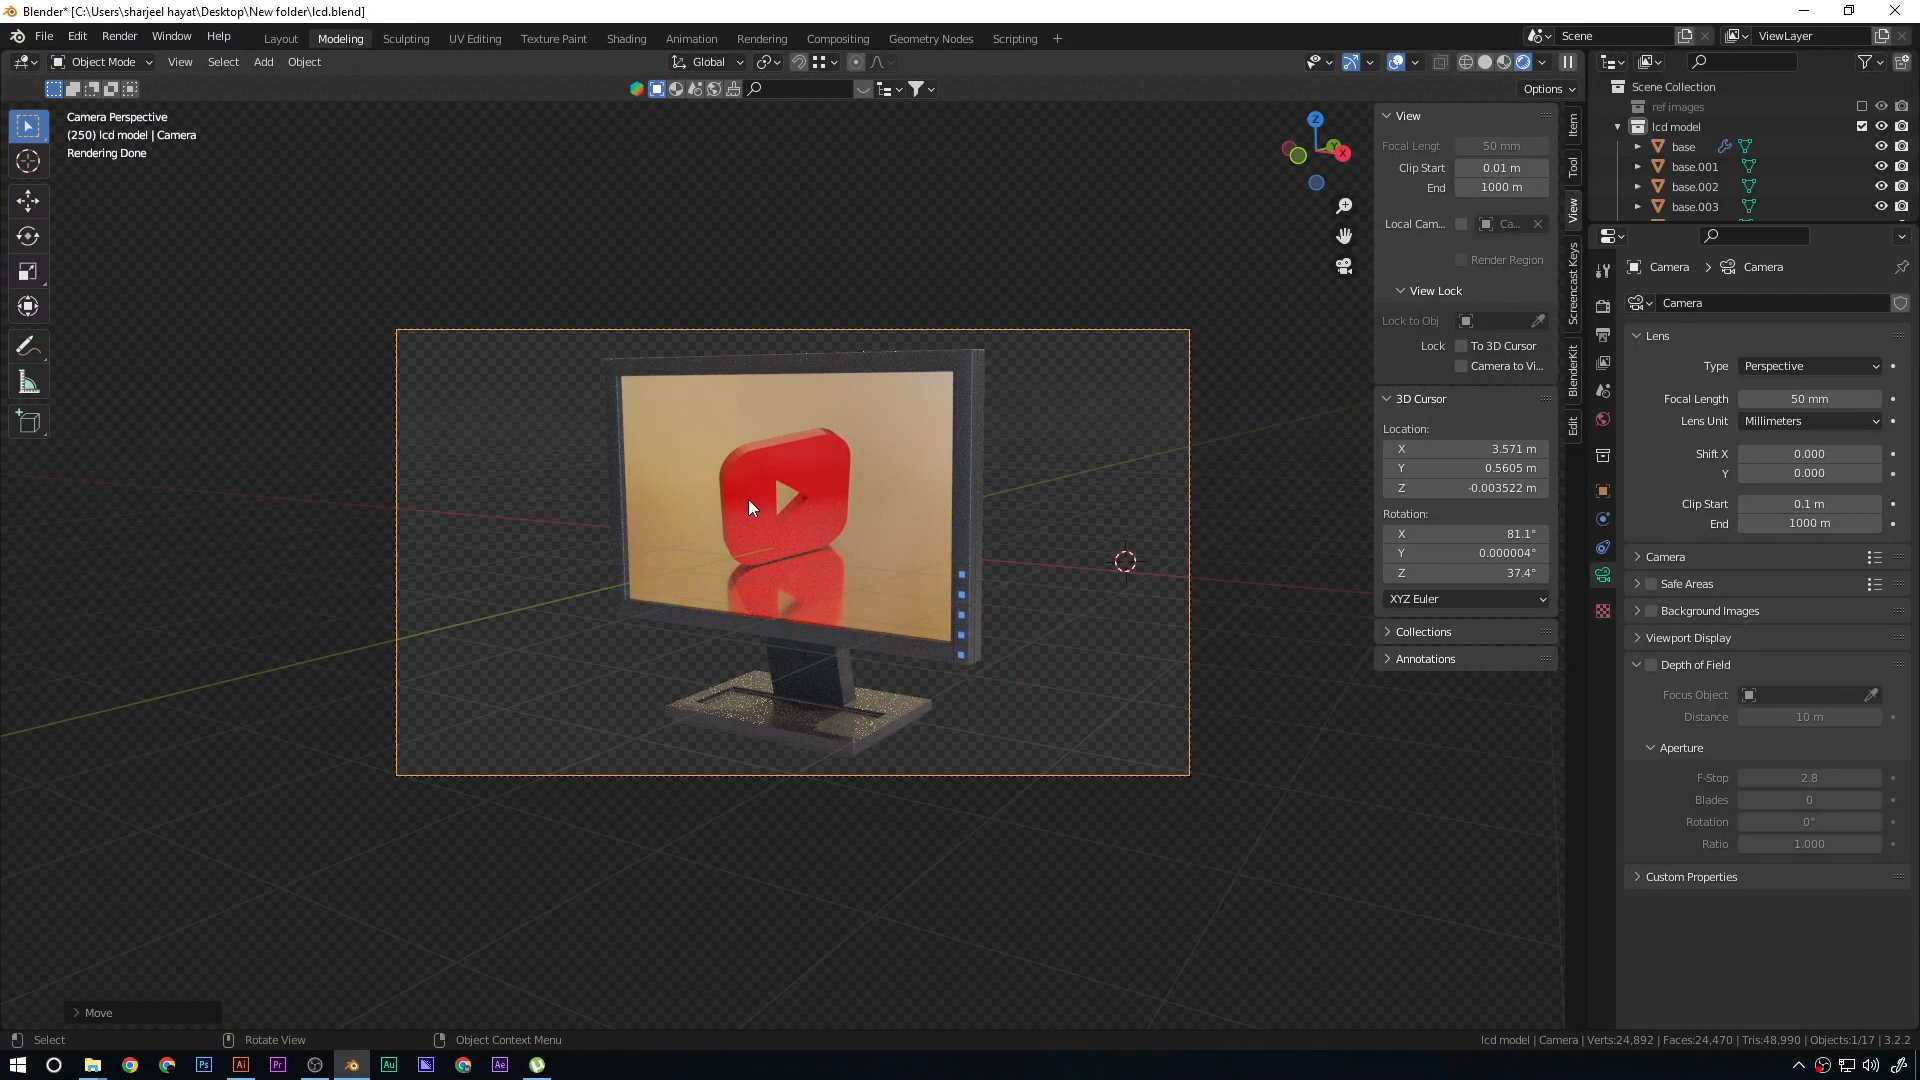 Blender* [C:\Users\sharjeel hayat\Desktop\New folder\lcd.blend]
File Edit Render Window Help
Layout Modeling Sculpting UV Editing Texture Paint Shading Animation Rendering Compositing Geometry Nodes Scripting +
Scene
ViewLayer
Object Mode
View Select Add Object
Global
Options
Camera Perspective
(250) lcd model | Camera
Rendering Done
Z
Y
X
View
Focal Lengt 50 mm
Clip Start 0.01 m
End 1000 m
Local Cam... Ca...
Render Region
View Lock
Lock to Obj
Lock To 3D Cursor
Camera to Vi...
3D Cursor
Location:
X 3.571 m
Y 0.5605 m
Z -0.003522 m
Rotation:
X 81.1°
Y 0.000004°
Z 37.4°
XYZ Euler
Collections
Annotations
Item
Tool
View
Screencast Keys
BlenderKit
Edit
Scene Collection
ref images
lcd model
base
base.001
base.002
base.003
Camera Camera
Camera
Lens
Type Perspective
Focal Length 50 mm
Lens Unit Millimeters
Shift X 0.000
Y 0.000
Clip Start 0.1 m
End 1000 m
Camera
Safe Areas
Background Images
Viewport Display
Depth of Field
Focus Object
Distance 10 m
Aperture
F-Stop 2.8
Blades 0
Rotation 0°
Ratio 1.000
Custom Properties
Move
Select Rotate View Object Context Menu
lcd model | Camera | Verts:24,892 | Faces:24,470 | Tris:48,990 | Objects:1/17 | 3.2.2
Ps Ai Pr Au Ae